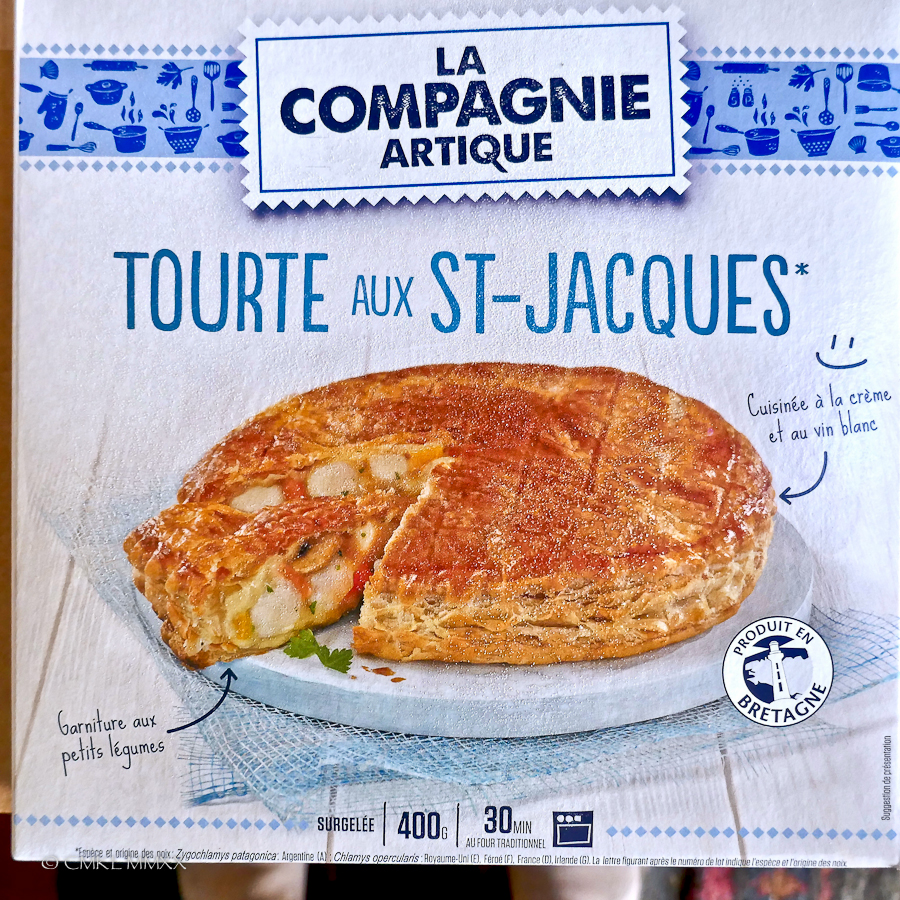 LA
COMPAGNIE
ARTIQUE
TOURTE AUX ST-JACQUES*
Cuisinée à la crème
et au vin blanc
PRODUIT EN
BRETAGNE
Garniture aux
petits légumes
Suggestion de présentation
SURGELÉE 400G 30MIN
AU FOUR TRADITIONNEL
*Espèce et origine des noix: Zygochlamys patagonica: Argentine (A) ; Chlamys opercularis : Royaume-Uni (E), Féroé (F), France (D), Irlande (G). La lettre figurant après le numéro de lot indique l'espèce et l'origine des noix.
© CMKL MMXX